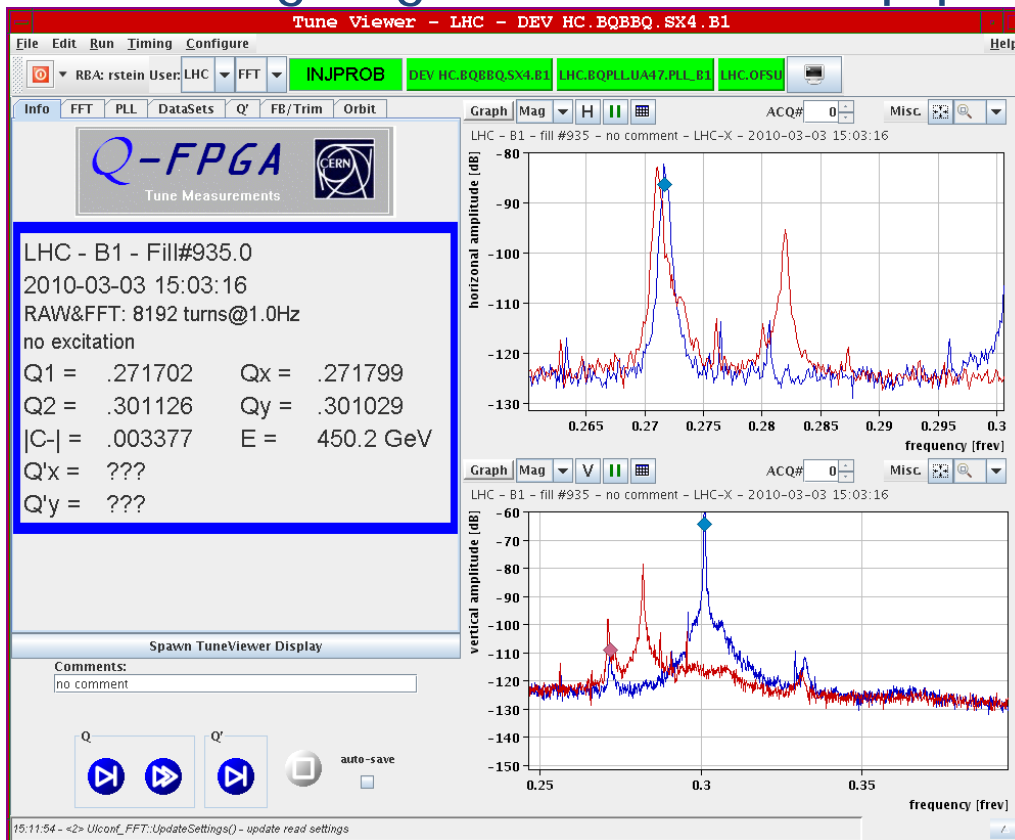 Tune Viewer - LHC - DEV HC.BQBBQ.SX4.B1
File Edit Run Timing Configure Help
RBA: rstein User: LHC FFT INJPROB DEV HC.BQBBQ.SX4.B1 LHC.BQPLL.UA47.PLL_B1 LHC.OFSU
Info FFT PLL DataSets Q' FB/Trim Orbit
Q-FPGA
CERN
Tune Measurements
LHC - B1 - Fill#935.0
2010-03-03 15:03:16
RAW&FFT: 8192 turns@1.0Hz
no excitation
Q1 = .271702 Qx = .271799
Q2 = .301126 Qy = .301029
|C-| = .003377 E = 450.2 GeV
Q'x = ???
Q'y = ???
Spawn TuneViewer Display
Comments:
no comment
Q Q'
auto-save
15:11:54 - <2> UIconf_FFT::UpdateSettings() - update read settings
Graph Mag H ACQ# 0 Misc.
LHC - B1 - fill #935 - no comment - LHC-X - 2010-03-03 15:03:16
horizonal amplitude [dB]
-80
-90
-100
-110
-120
-130
0.265 0.27 0.275 0.28 0.285 0.29 0.295 0.3
frequency [frev]
Graph Mag V ACQ# 0 Misc.
LHC - B1 - fill #935 - no comment - LHC-X - 2010-03-03 15:03:16
vertical amplitude [dB]
-60
-70
-80
-90
-100
-110
-120
-130
-140
-150
0.25 0.3 0.35
frequency [frev]